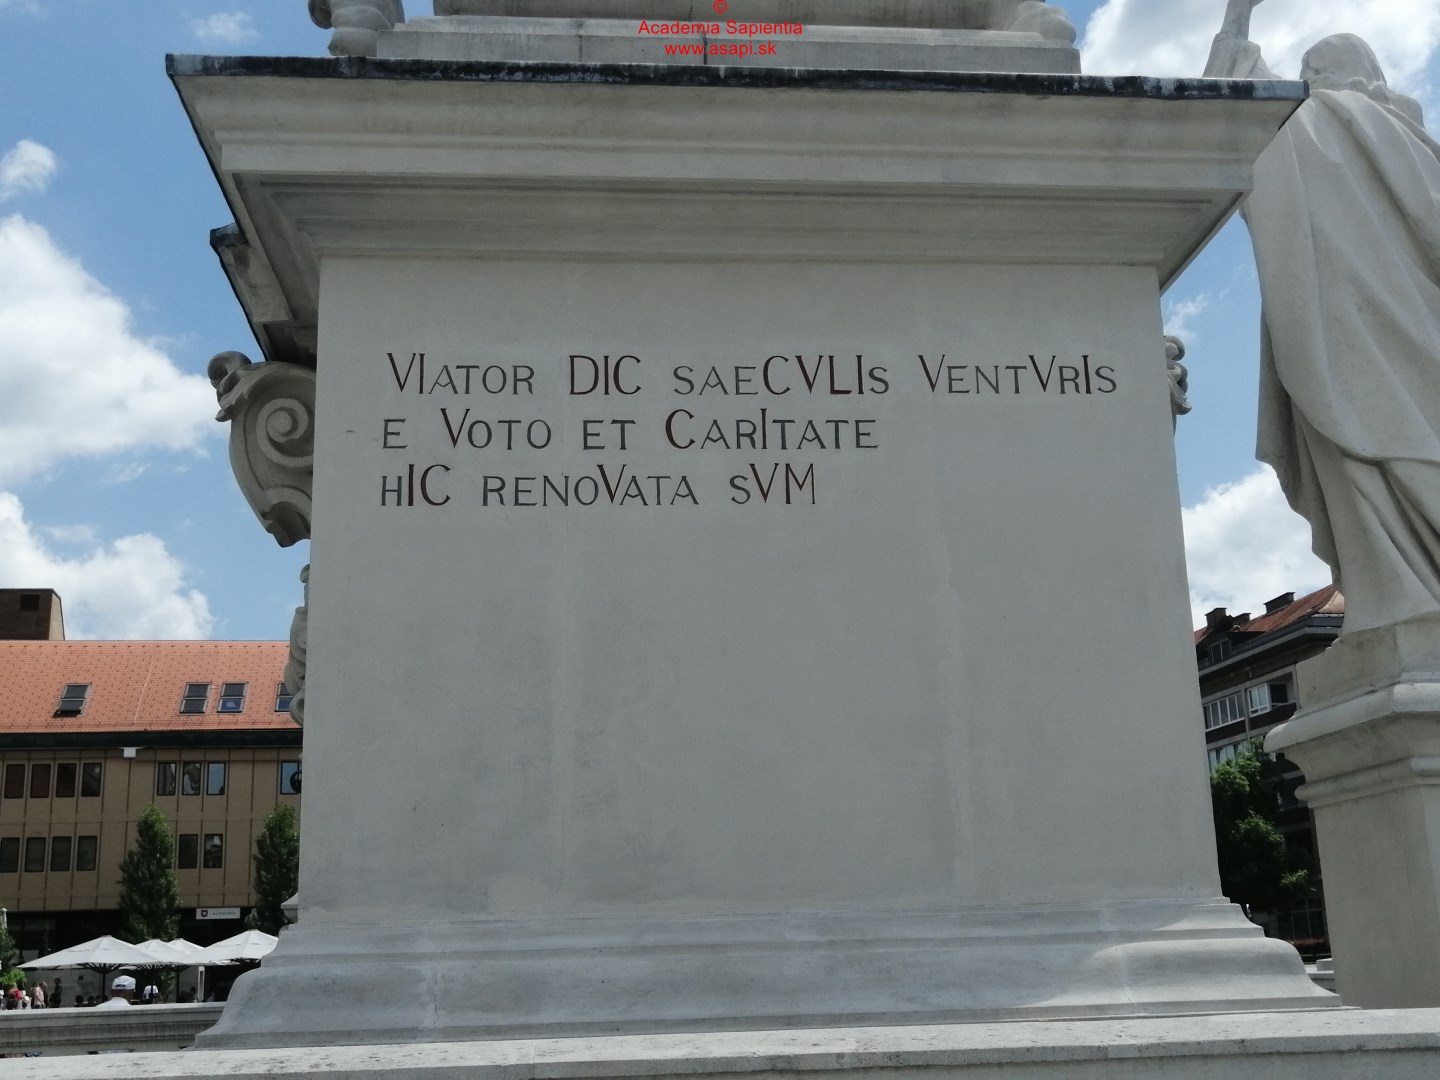 ©
Academia Sapientia
www.asapi.sk
VIATOR DIC SAECVLIS VENTVRIS
E VOTO ET CARITATE
HIC RENOVATA SVM